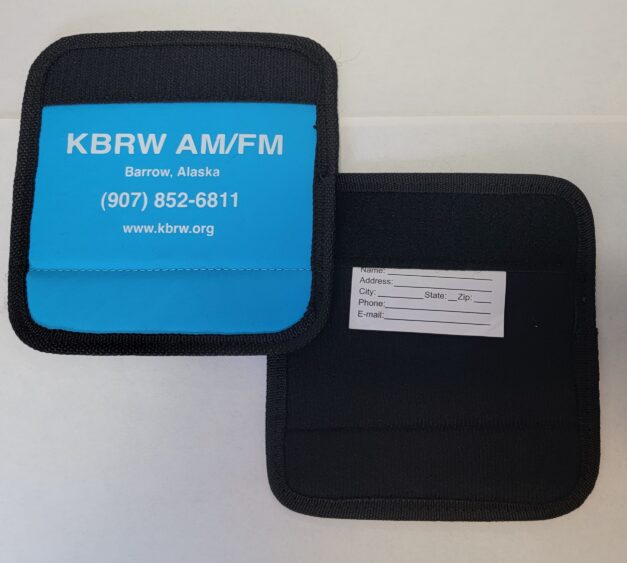 KBRW AM/FM
Barrow, Alaska
(907) 852-6811
www.kbrw.org
Name:
Address:
City: State: Zip:
Phone:
E-mail: